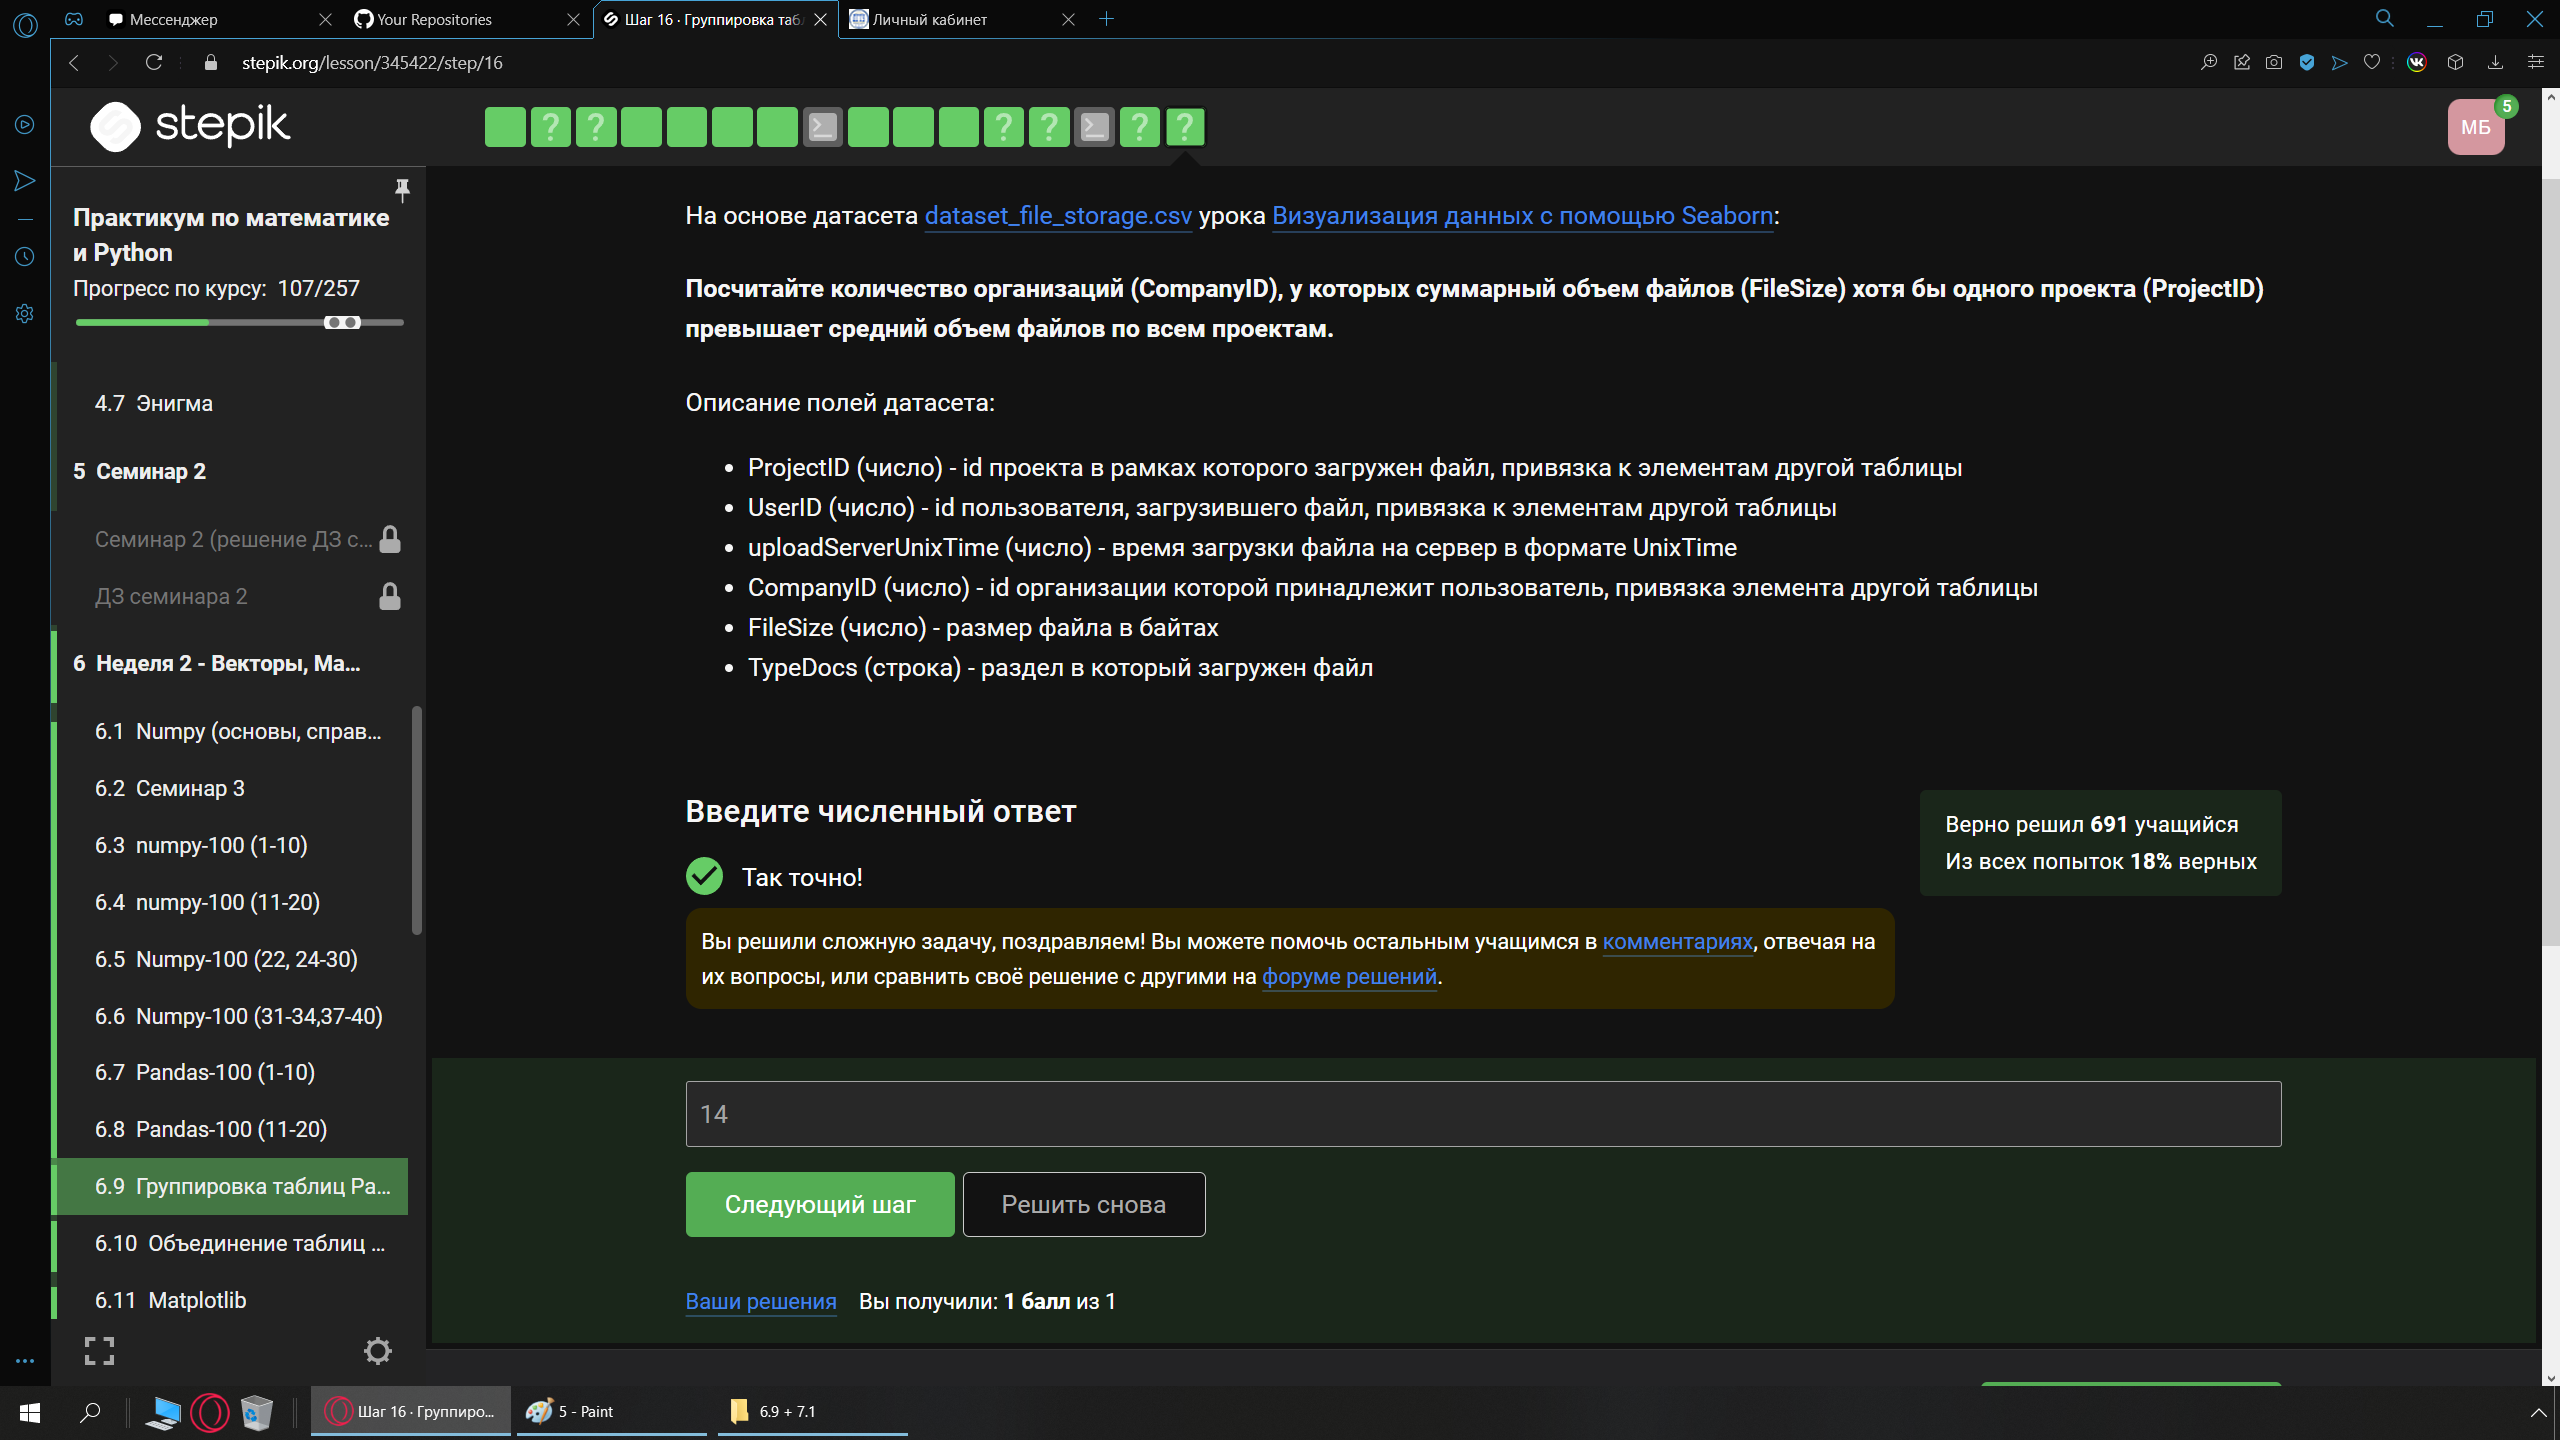 Мессенджер
Your Repositories
Шаг 16 · Группировка таб
Личный кабинет
stepik.org/lesson/345422/step/16
stepik
МБ
5
Практикум по математике
и Python
Прогресс по курсу: 107/257
4.7 Энигма
5 Семинар 2
Семинар 2 (решение ДЗ с...
ДЗ семинара 2
6 Неделя 2 - Векторы, Ма...
6.1 Numpy (основы, справ...
6.2 Семинар 3
6.3 numpy-100 (1-10)
6.4 numpy-100 (11-20)
6.5 Numpy-100 (22, 24-30)
6.6 Numpy-100 (31-34,37-40)
6.7 Pandas-100 (1-10)
6.8 Pandas-100 (11-20)
6.9 Группировка таблиц Pa...
6.10 Объединение таблиц ...
6.11 Matplotlib
На основе датасета dataset_file_storage.csv урока Визуализация данных с помощью Seaborn:
Посчитайте количество организаций (CompanyID), у которых суммарный объем файлов (FileSize) хотя бы одного проекта (ProjectID)
превышает средний объем файлов по всем проектам.
Описание полей датасета:
• ProjectID (число) - id проекта в рамках которого загружен файл, привязка к элементам другой таблицы
• UserID (число) - id пользователя, загрузившего файл, привязка к элементам другой таблицы
• uploadServerUnixTime (число) - время загрузки файла на сервер в формате UnixTime
• CompanyID (число) - id организации которой принадлежит пользователь, привязка элемента другой таблицы
• FileSize (число) - размер файла в байтах
• TypeDocs (строка) - раздел в который загружен файл
Введите численный ответ
Верно решил 691 учащийся
Из всех попыток 18% верных
Так точно!
Вы решили сложную задачу, поздравляем! Вы можете помочь остальным учащимся в комментариях, отвечая на
их вопросы, или сравнить своё решение с другими на форуме решений.
14
Следующий шаг
Решить снова
Ваши решения Вы получили: 1 балл из 1
Шаг 16 · Группиро...
5 - Paint
6.9 + 7.1